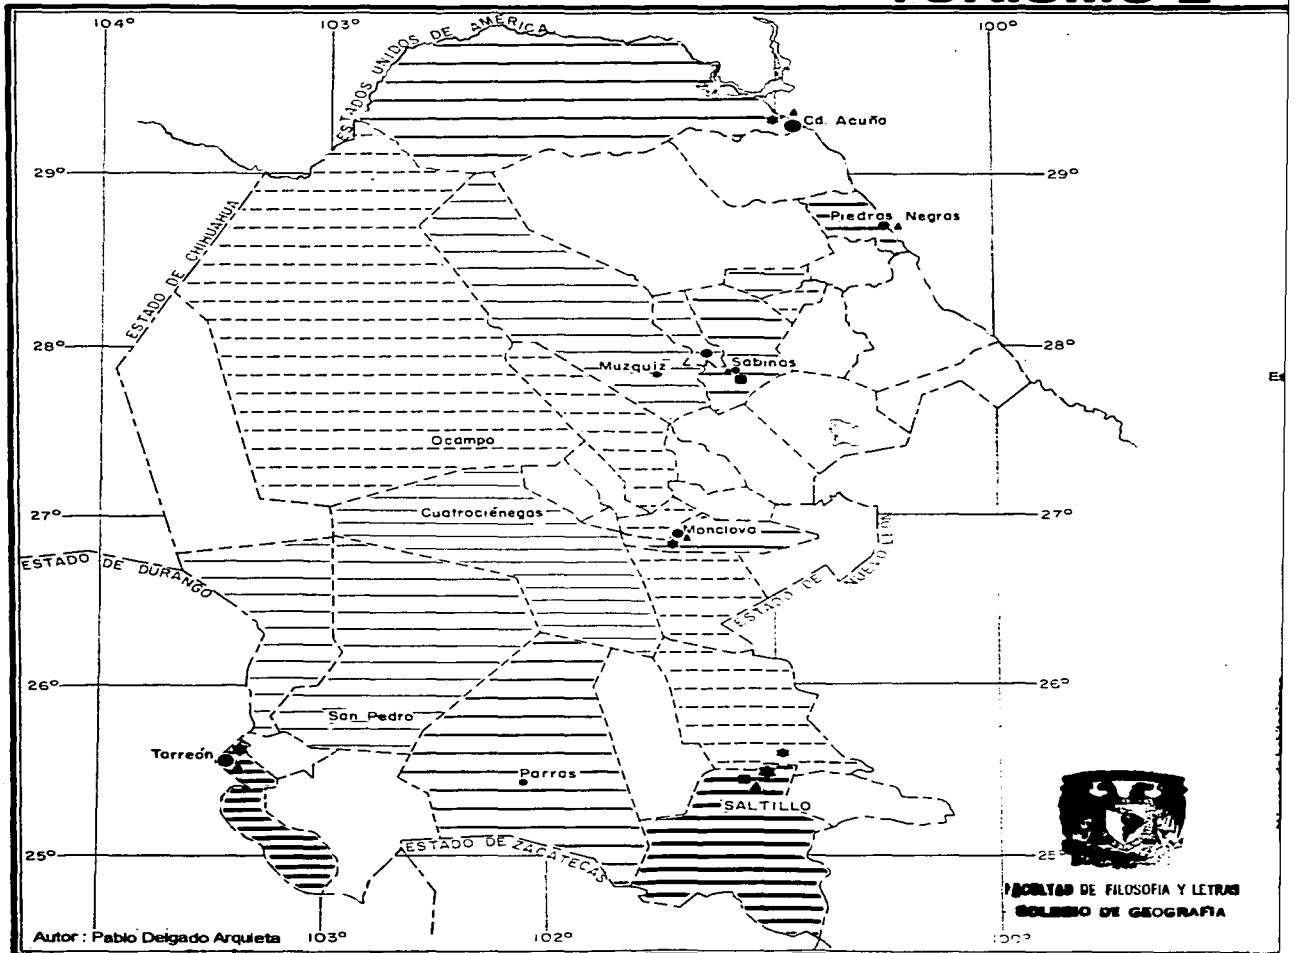 104°
103°
100°
ESTADOS UNIDOS DE AMÉRICA
Cd. Acuña
29°
29°
Piedras Negras
ESTADO DE CHIHUAHUA
28°
28°
Muzquiz
Sabinas
Ocampo
Cuatrociénegas
27°
27°
Monclova
ESTADO DE DURANGO
ESTADO DE NUEVO LEON
26°
26°
San Pedro
Torreón
Parras
SALTILLO
25°
25
ESTADO DE ZACATECAS
FACULTAD DE FILOSOFIA Y LETRAS
COLEGIO DE GEOGRAFIA
Autor : Pablo Delgado Arquieta
103°
102°
100°